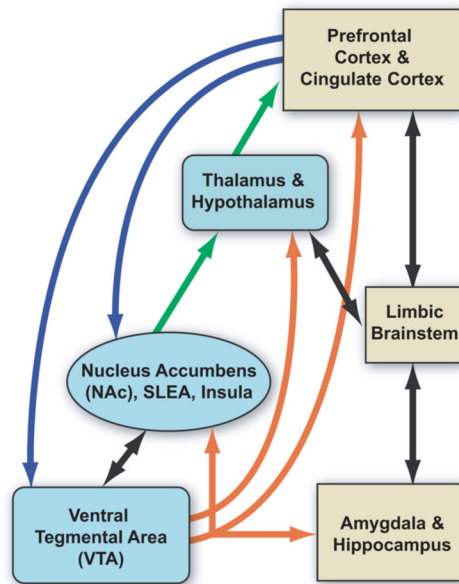 Prefrontal
Cortex &
Cingulate Cortex
Thalamus &
Hypothalamus
Limbic
Brainstem
Nucleus Accumbens
(NAc), SLEA, Insula
Ventral
Tegmental Area
(VTA)
Amygdala &
Hippocampus